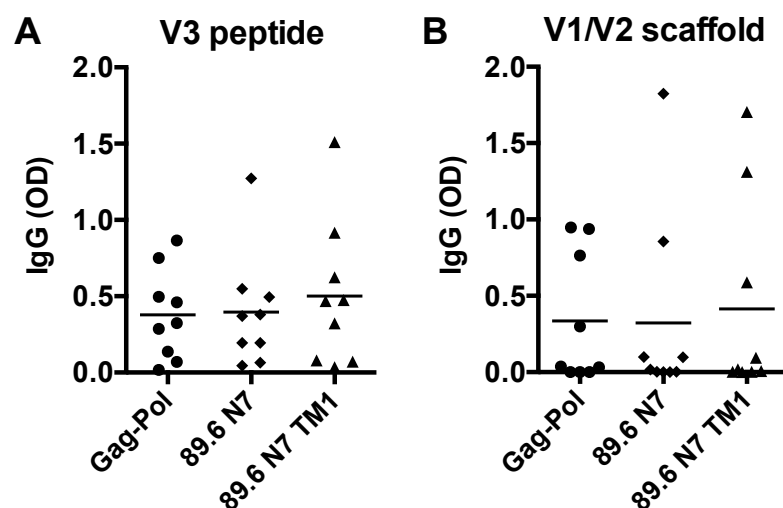 A
V3 peptide
IgG (OD)
2.0
1.5
1.0
0.5
0.0
Gag-Pol
89.6 N7
89.6 N7 TM1
B
V1/V2 scaffold
IgG (OD)
2.0
1.5
1.0
0.5
0.0
Gag-Pol
89.6 N7
89.6 N7 TM1